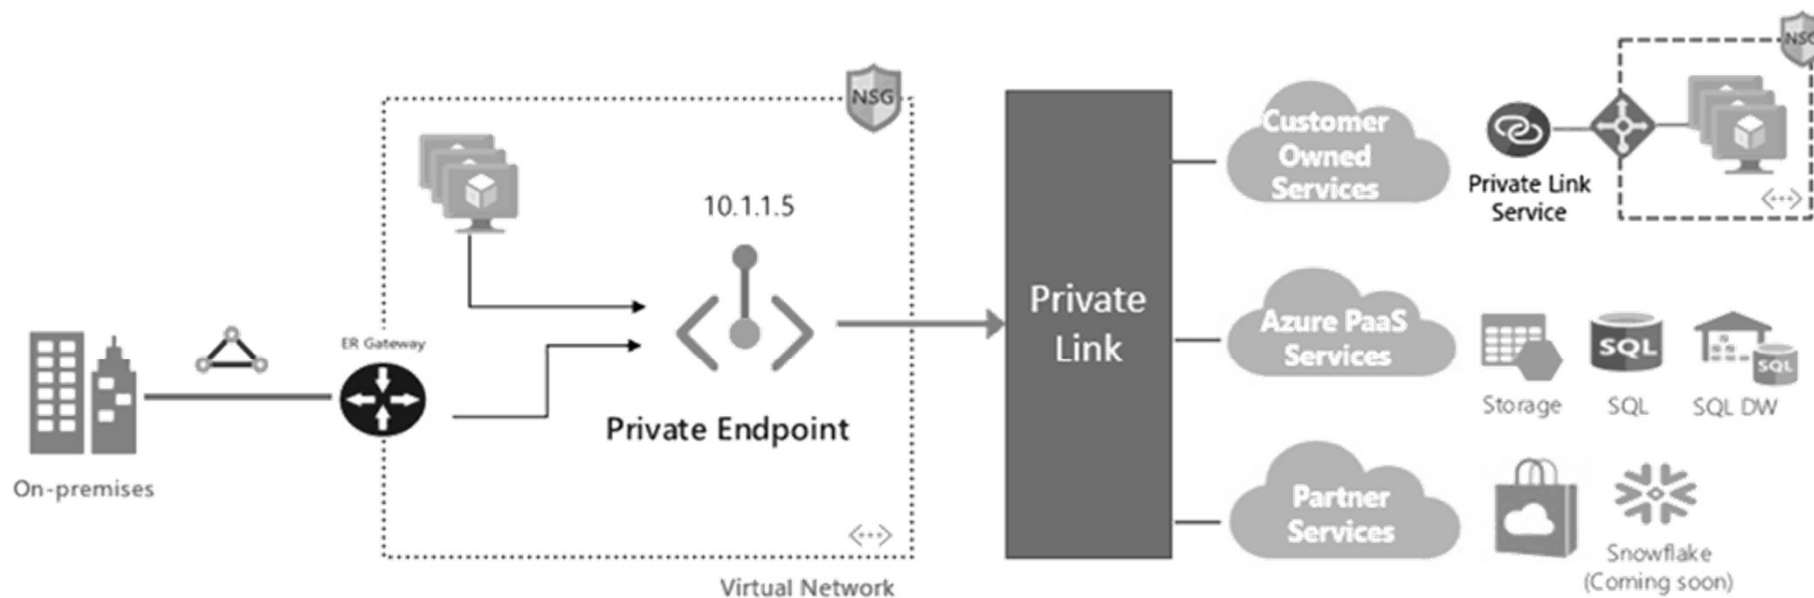 NSG
10.1.1.5
ER Gateway
Private Endpoint
On-premises
Virtual Network
Private
Link
Customer
Owned
Services
Private Link
Service
NSG
Azure PaaS
Services
SQL
SQL
Storage
SQL
SQL DW
Partner
Services
Snowflake
(Coming soon)